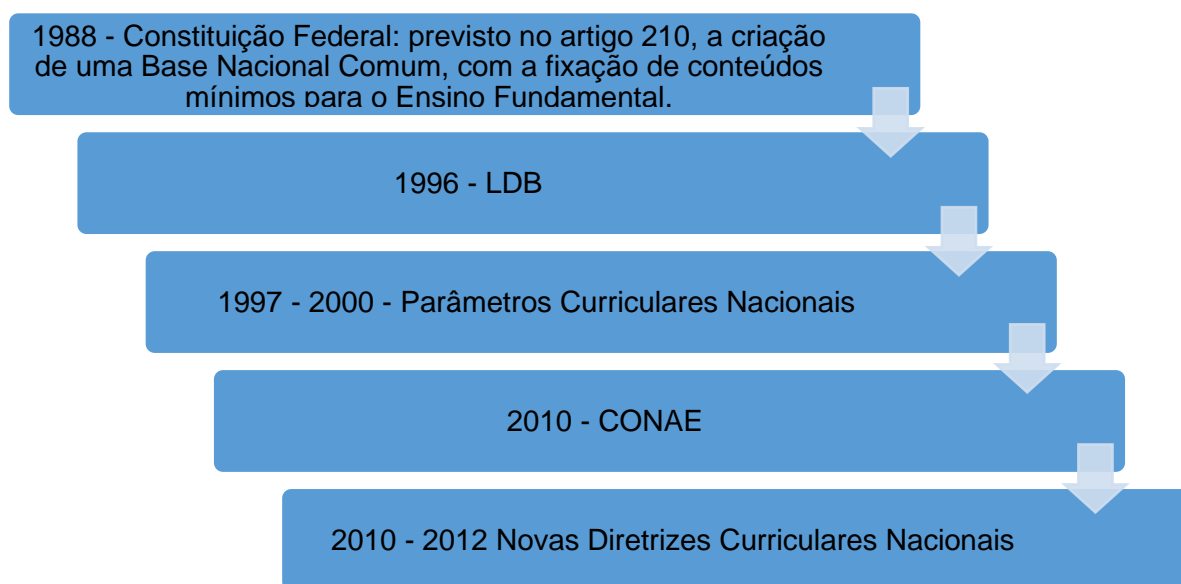 1988 - Constituição Federal: previsto no artigo 210, a criação
de uma Base Nacional Comum, com a fixação de conteúdos
mínimos para o Ensino Fundamental.
1996 - LDB
1997 - 2000 - Parâmetros Curriculares Nacionais
2010 - CONAE
2010 - 2012 Novas Diretrizes Curriculares Nacionais